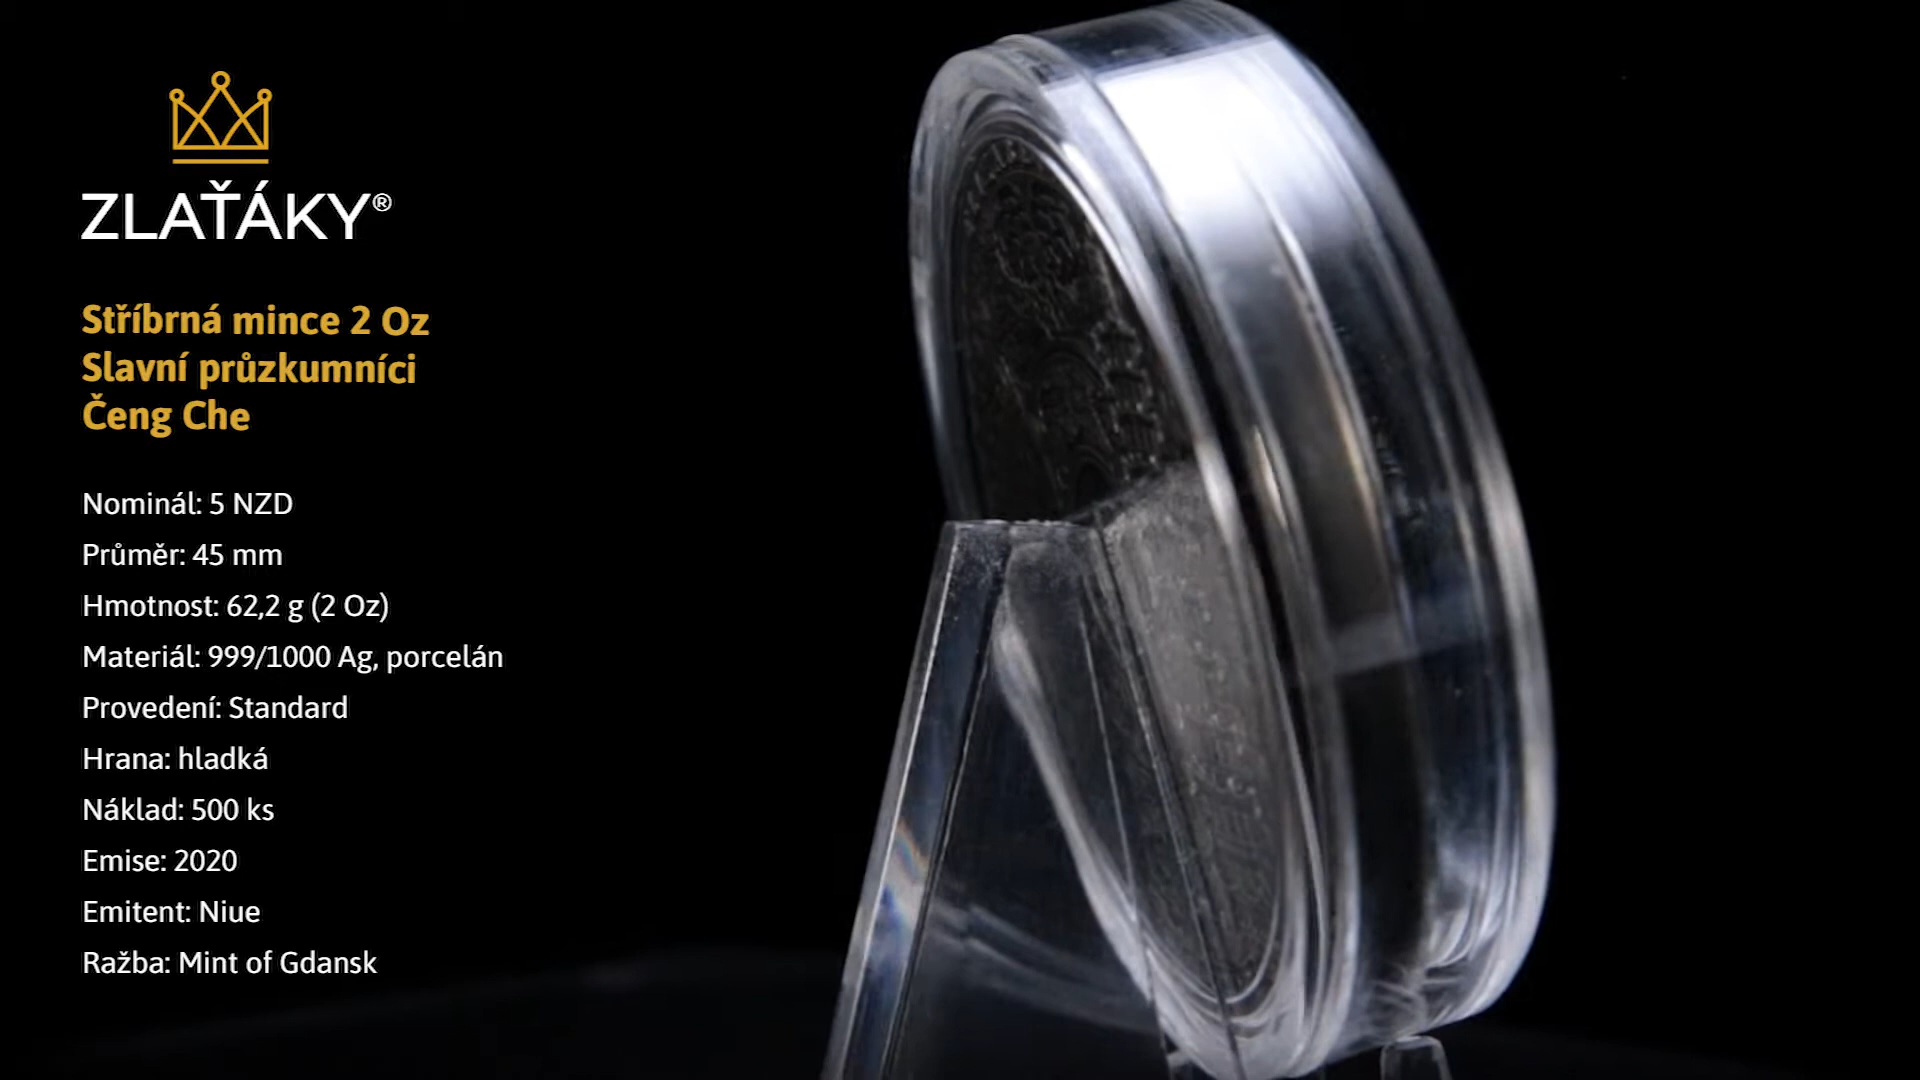 ZLAŤÁKY®
Stříbrná mince 2 Oz
Slavní průzkumníci
Čeng Che
Nominál: 5 NZD
Průměr: 45 mm
Hmotnost: 62,2 g (2 Oz)
Materiál: 999/1000 Ag, porcelán
Provedení: Standard
Hrana: hladká
Náklad: 500 ks
Emise: 2020
Emitent: Niue
Ražba: Mint of Gdansk